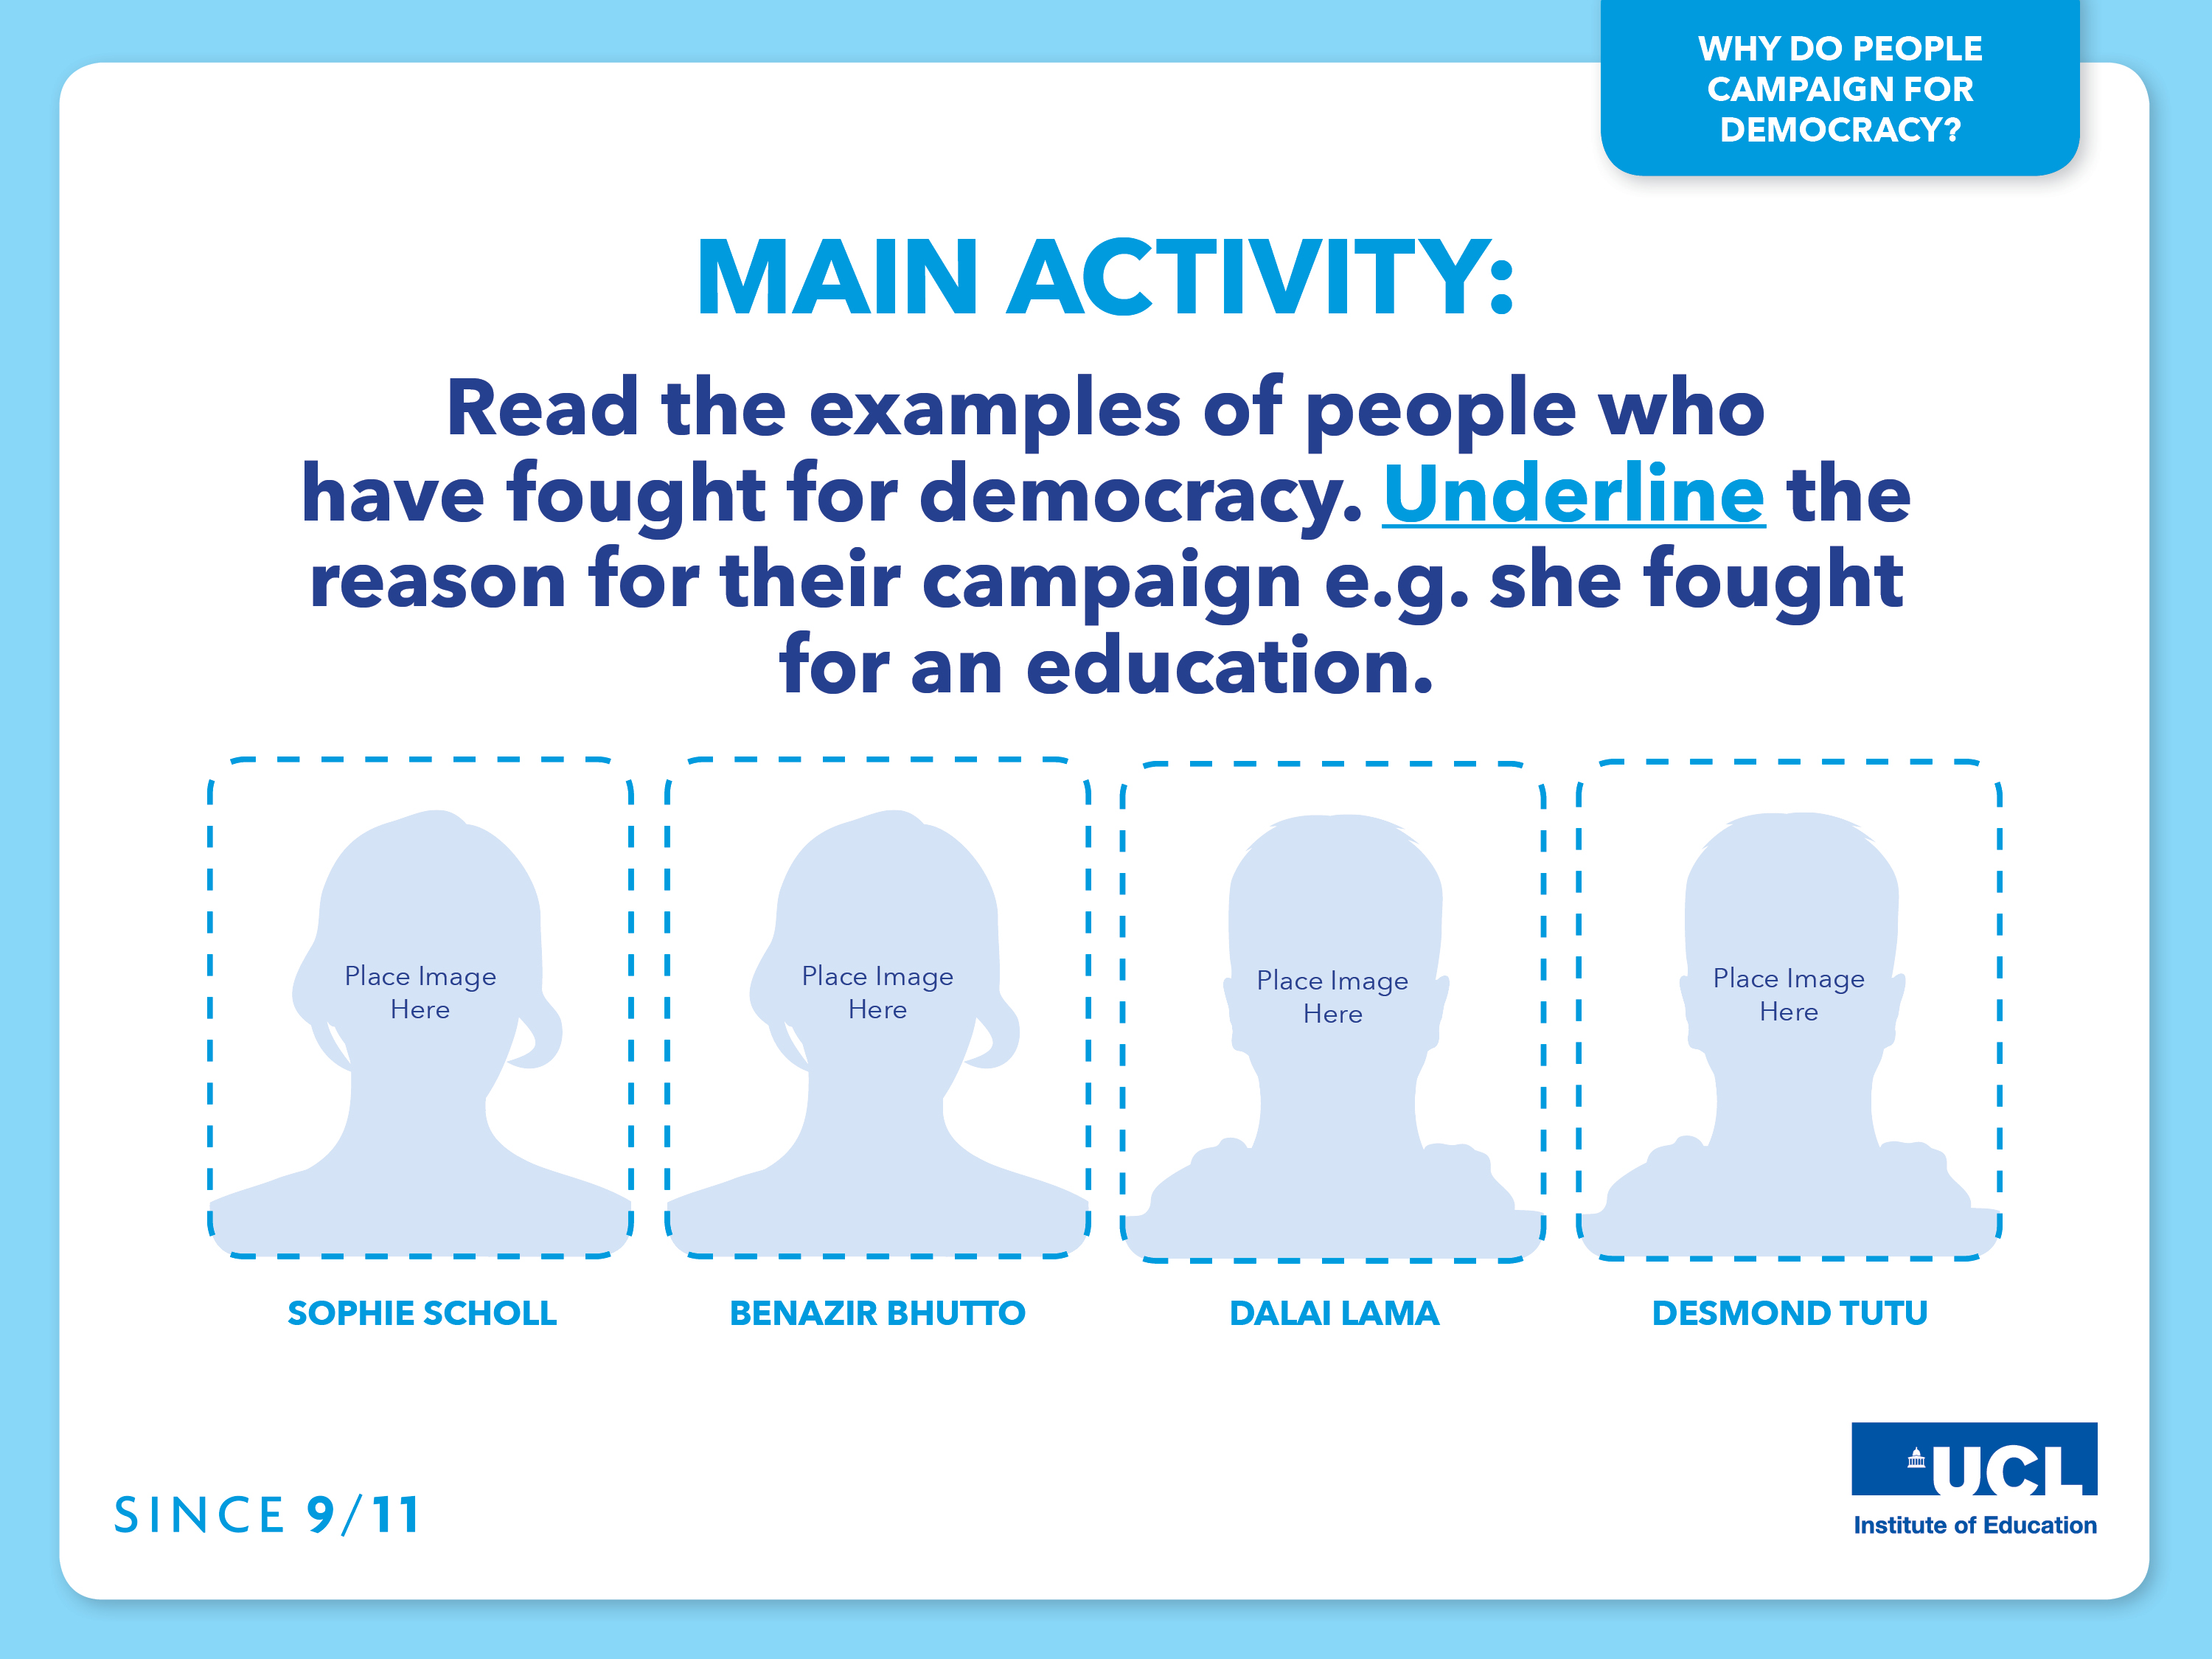 WHY DO PEOPLE
CAMPAIGN FOR
DEMOCRACY?
MAIN ACTIVITY:
Read the examples of people who
have fought for democracy. Underline the
reason for their campaign e.g. she fought
for an education.
Place Image
Here
Place Image
Here
Place Image
Here
Place Image
Here
SOPHIE SCHOLL
BENAZIR BHUTTO
DALAI LAMA
DESMOND TUTU
SINCE 9/11
UCL
Institute of Education